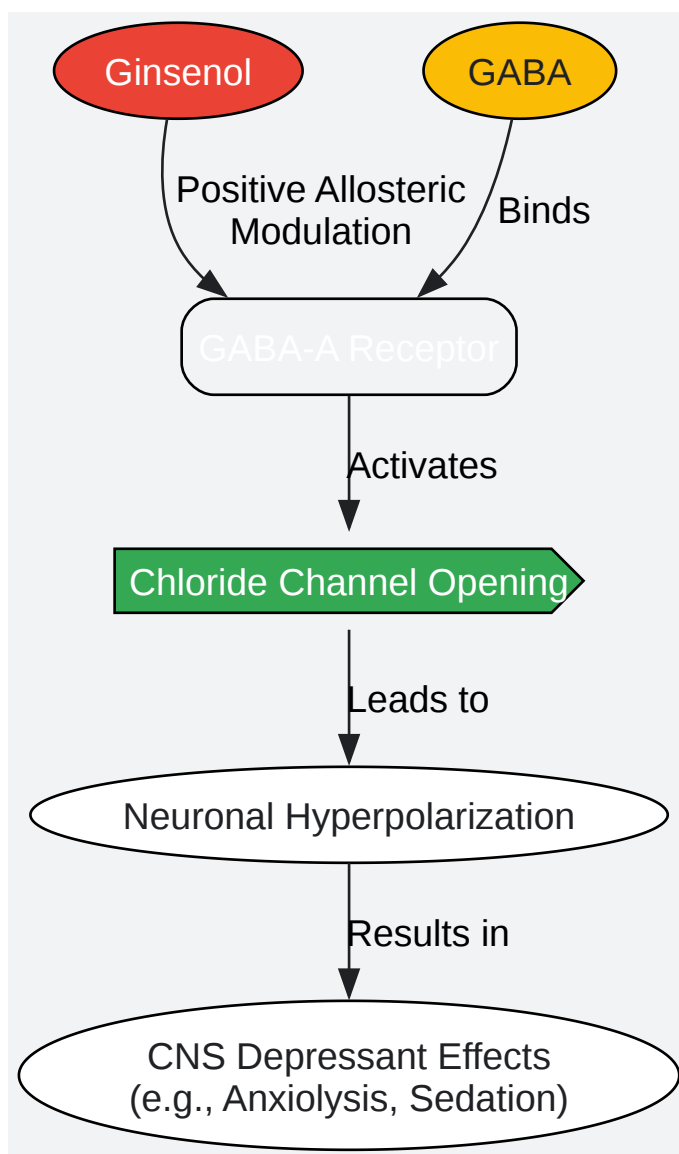 Ginsenol
GABA
Positive Allosteric
Modulation
Binds
GABA-A Receptor
Activates
Chloride Channel Opening
Leads to
Neuronal Hyperpolarization
Results in
CNS Depressant Effects
(e.g., Anxiolysis, Sedation)